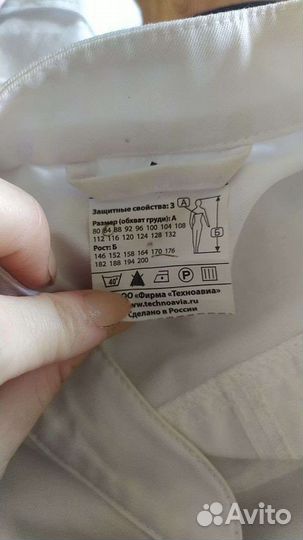 Защитные свойства: З
Размер (обхват груди): А
80 84 88 92 96 100 104 108
112 116 120 124 128 132
Рост: Б
146 152 158 164 170 176
182 188 194 200
А
Б
40°
P
ОО «Фирма «Техноавиа»
www.technoavia.ru
Сделано в России
Avito